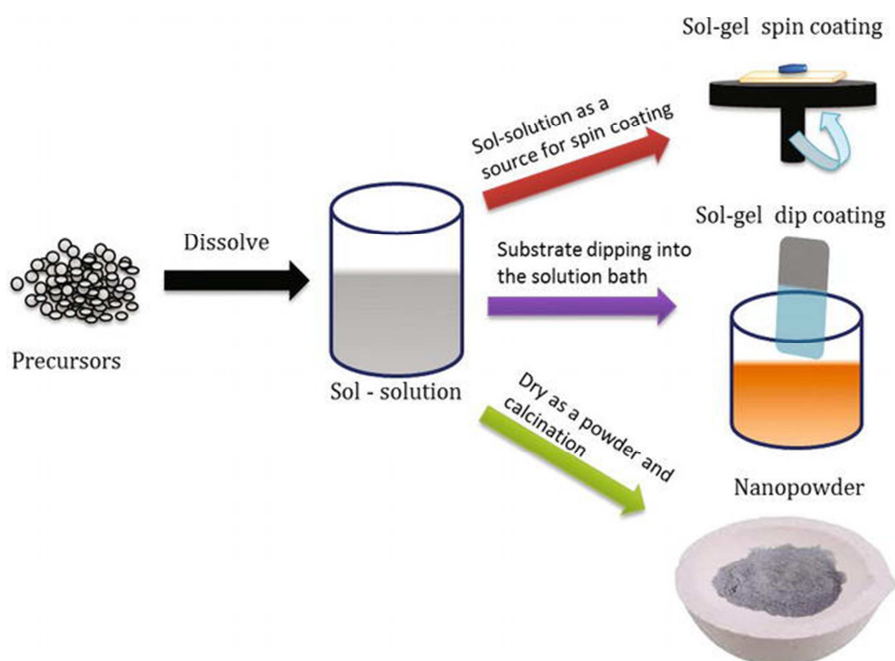 Sol-gel spin coating
Sol-solution as a
source for spin coating
Sol-gel dip coating
Dissolve
Substrate dipping into
the solution bath
Precursors
Sol - solution
Dry as a powder and
calcination
Nanopowder